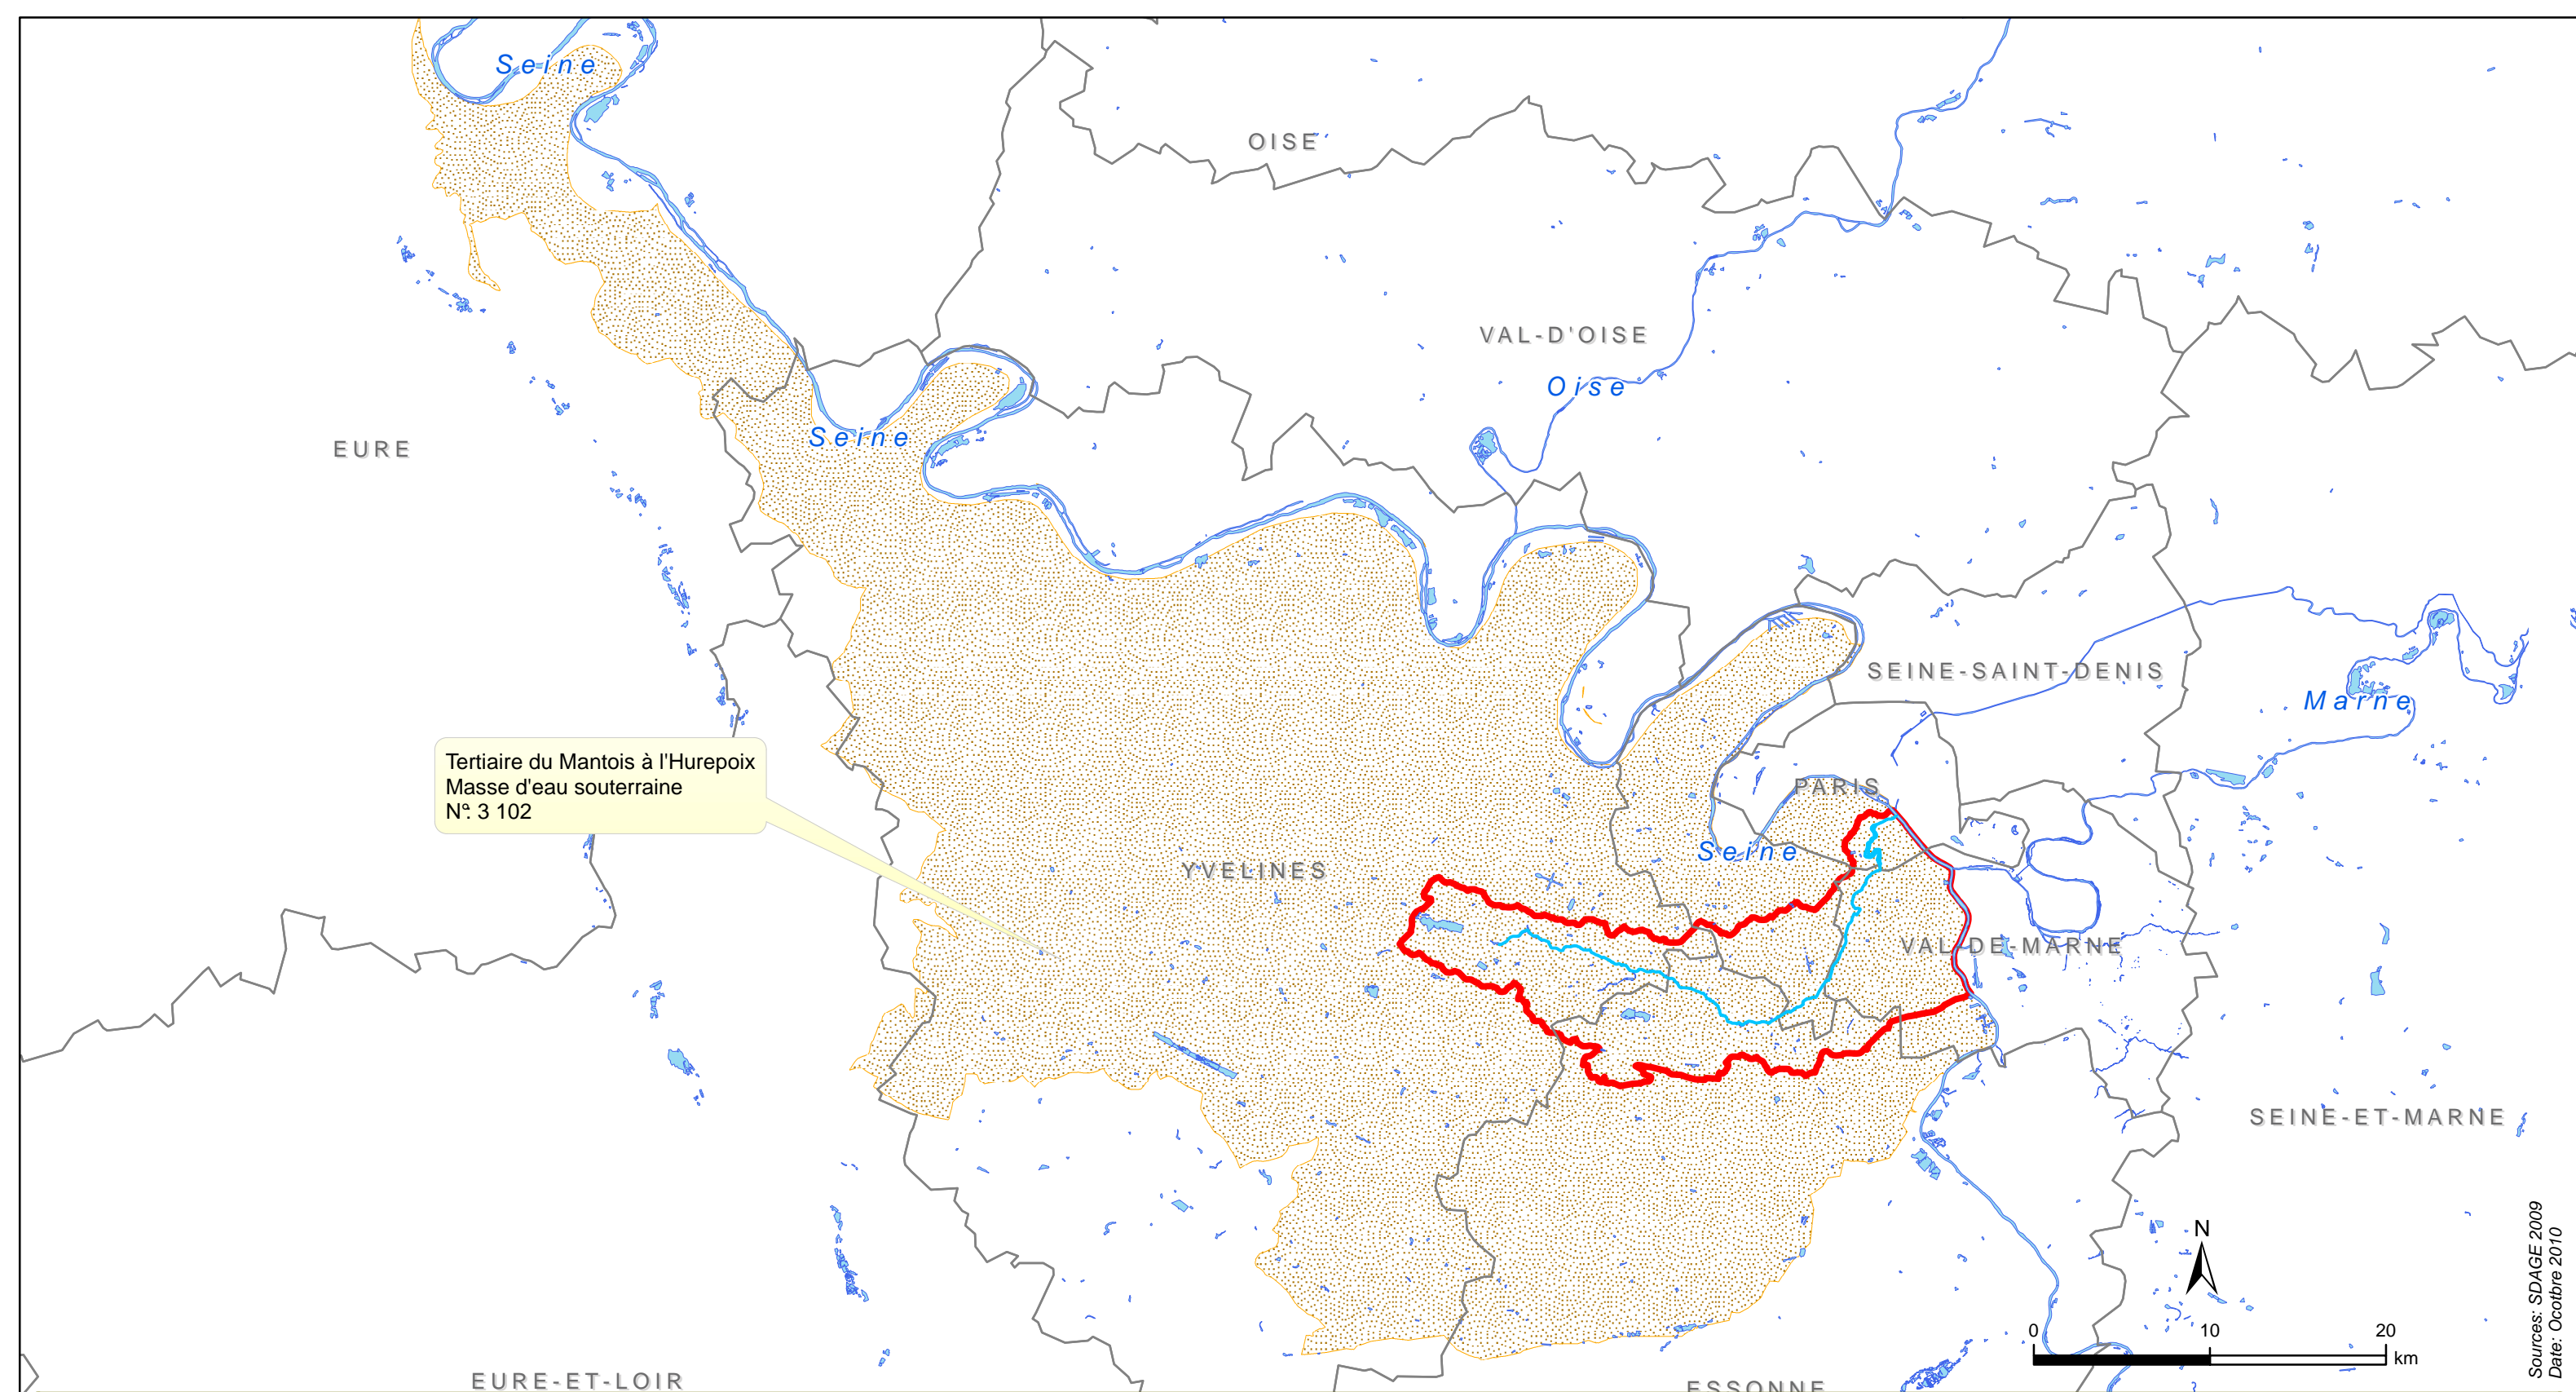 Seine
OISE
VAL-D'OISE
Oise
EURE
Seine
SEINE-SAINT-DENIS
Marne
Tertiaire du Mantois à l'Hurepoix
Masse d'eau souterraine
N°: 3 102
PARIS
Seine
YVELINES
VAL-DE-MARNE
SEINE-ET-MARNE
N
0 10 20
km
EURE-ET-LOIR
ESSONNE
Sources: SDAGE 2009
Date: Ocotbre 2010